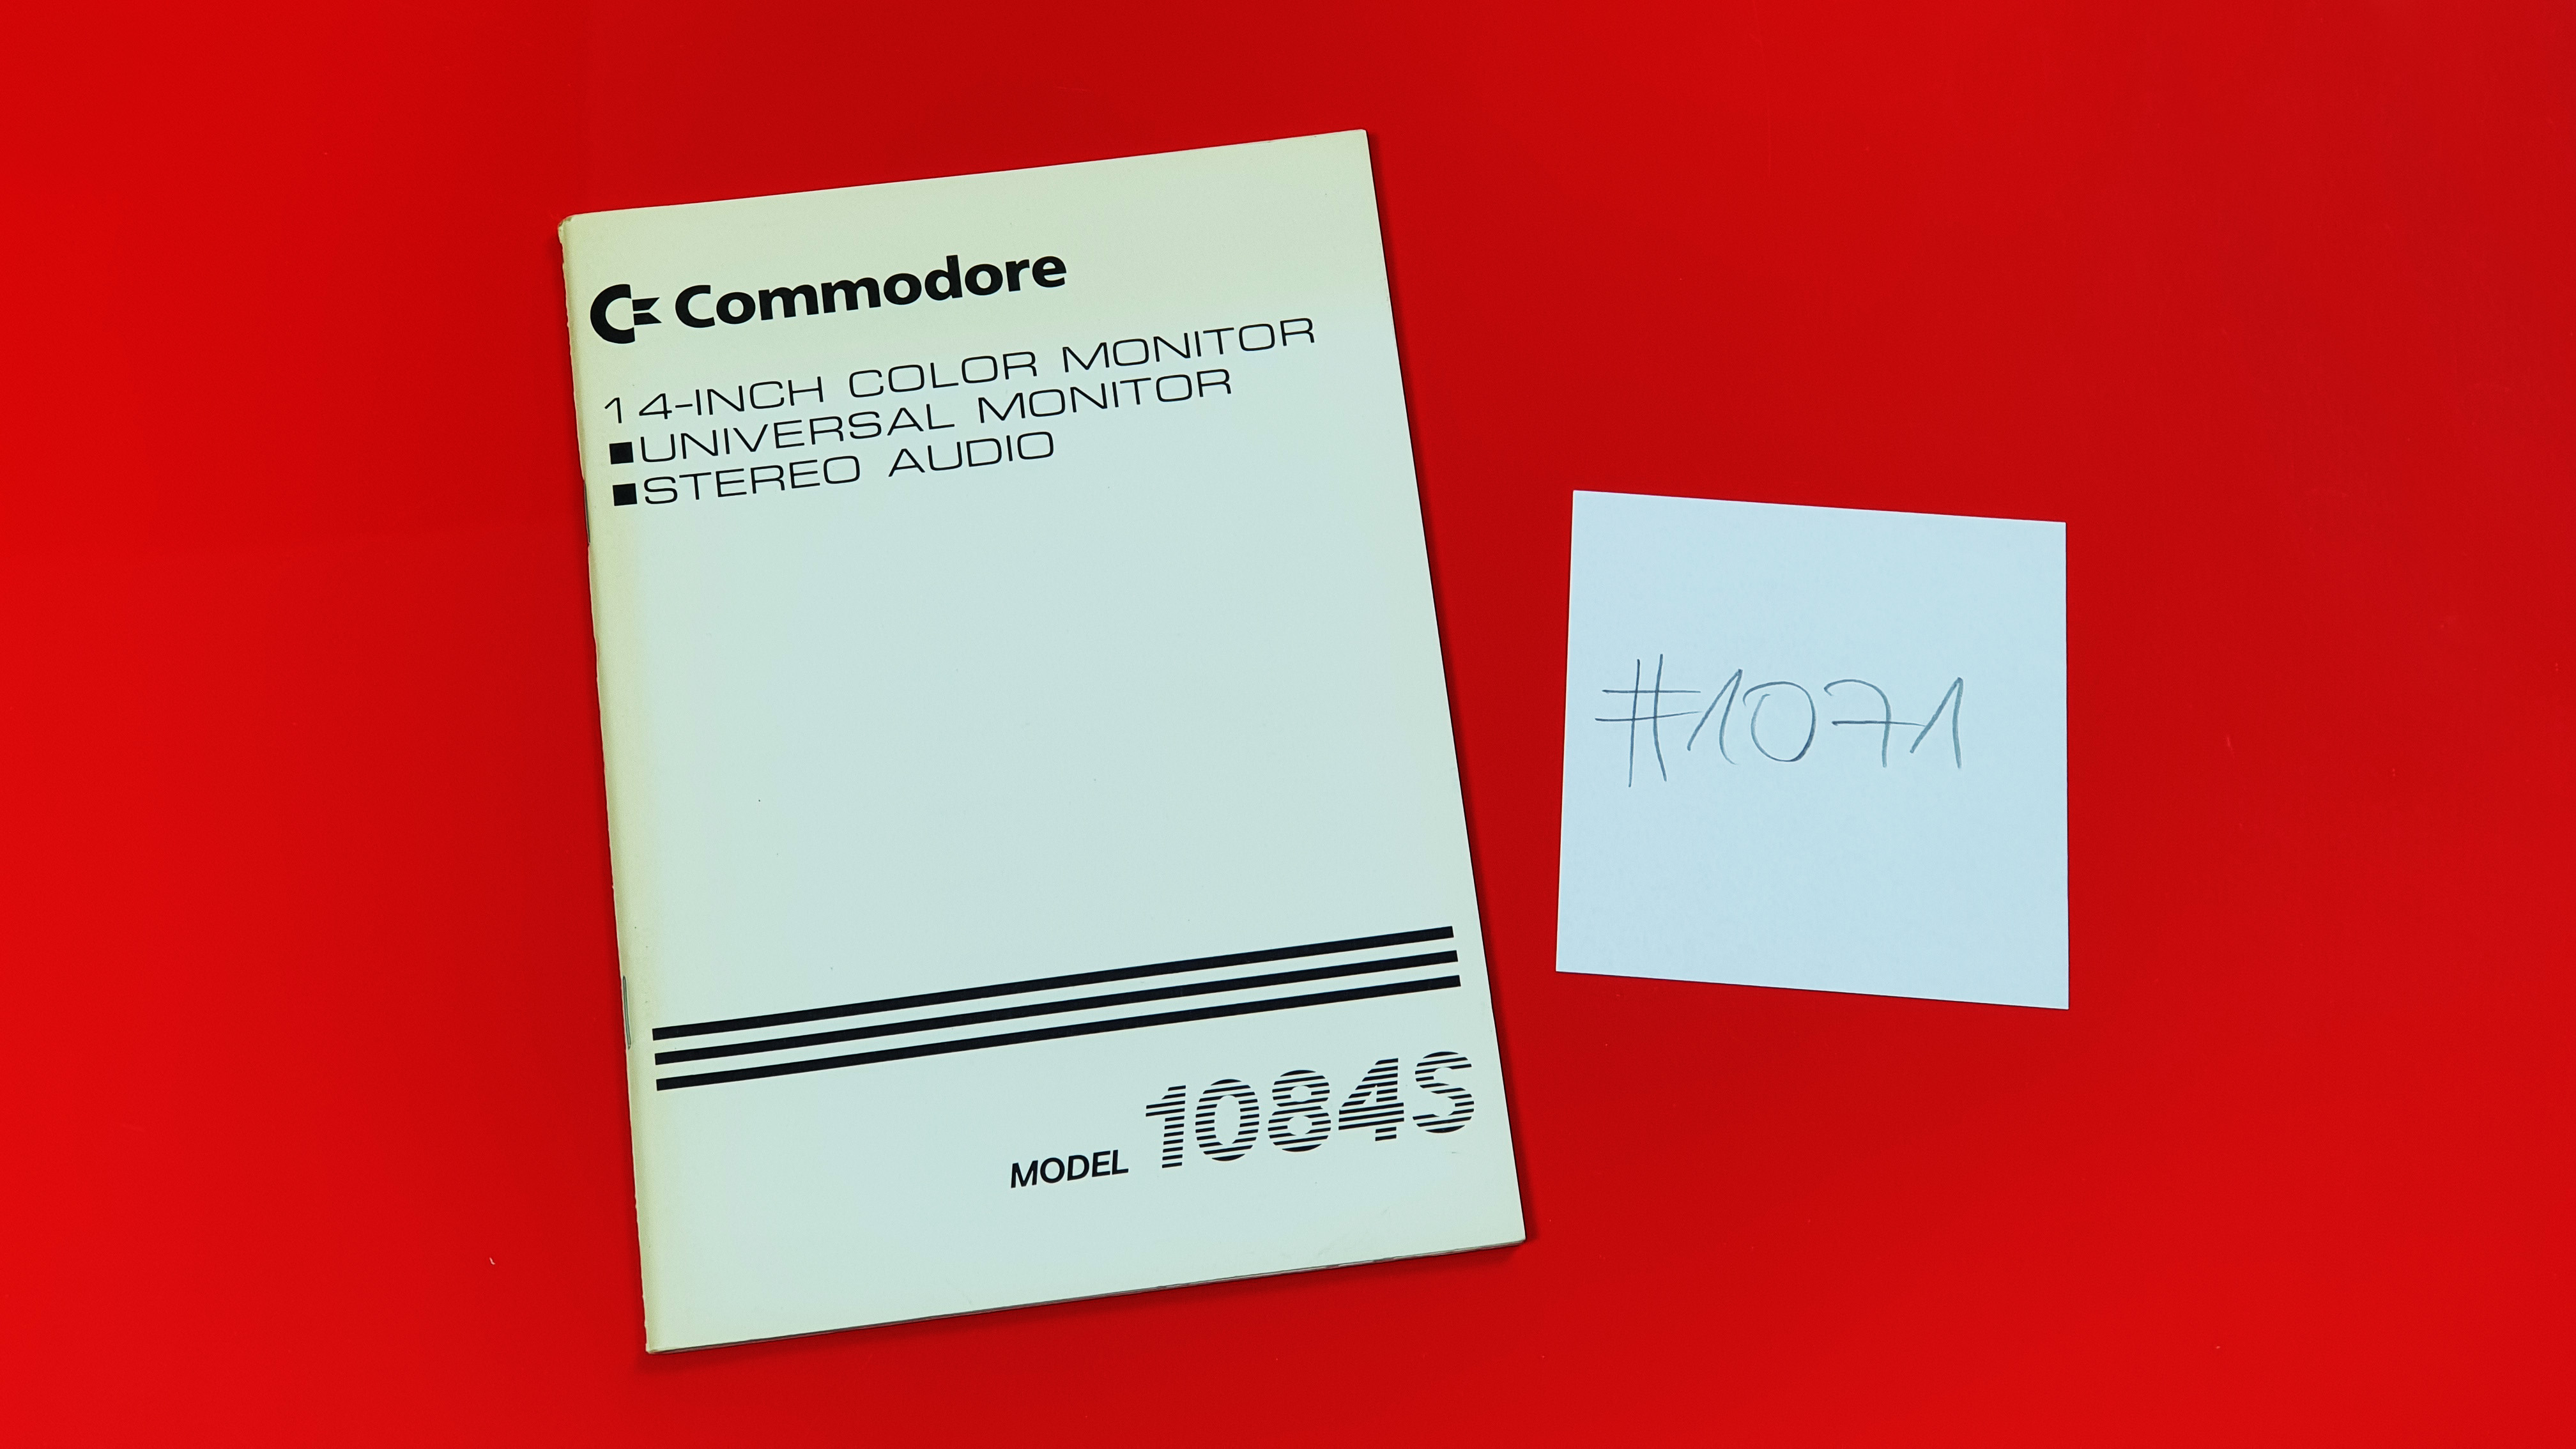 Commodore
14-INCH COLOR MONITOR
■UNIVERSAL MONITOR
■STEREO AUDIO
MODEL 1084S
#1071